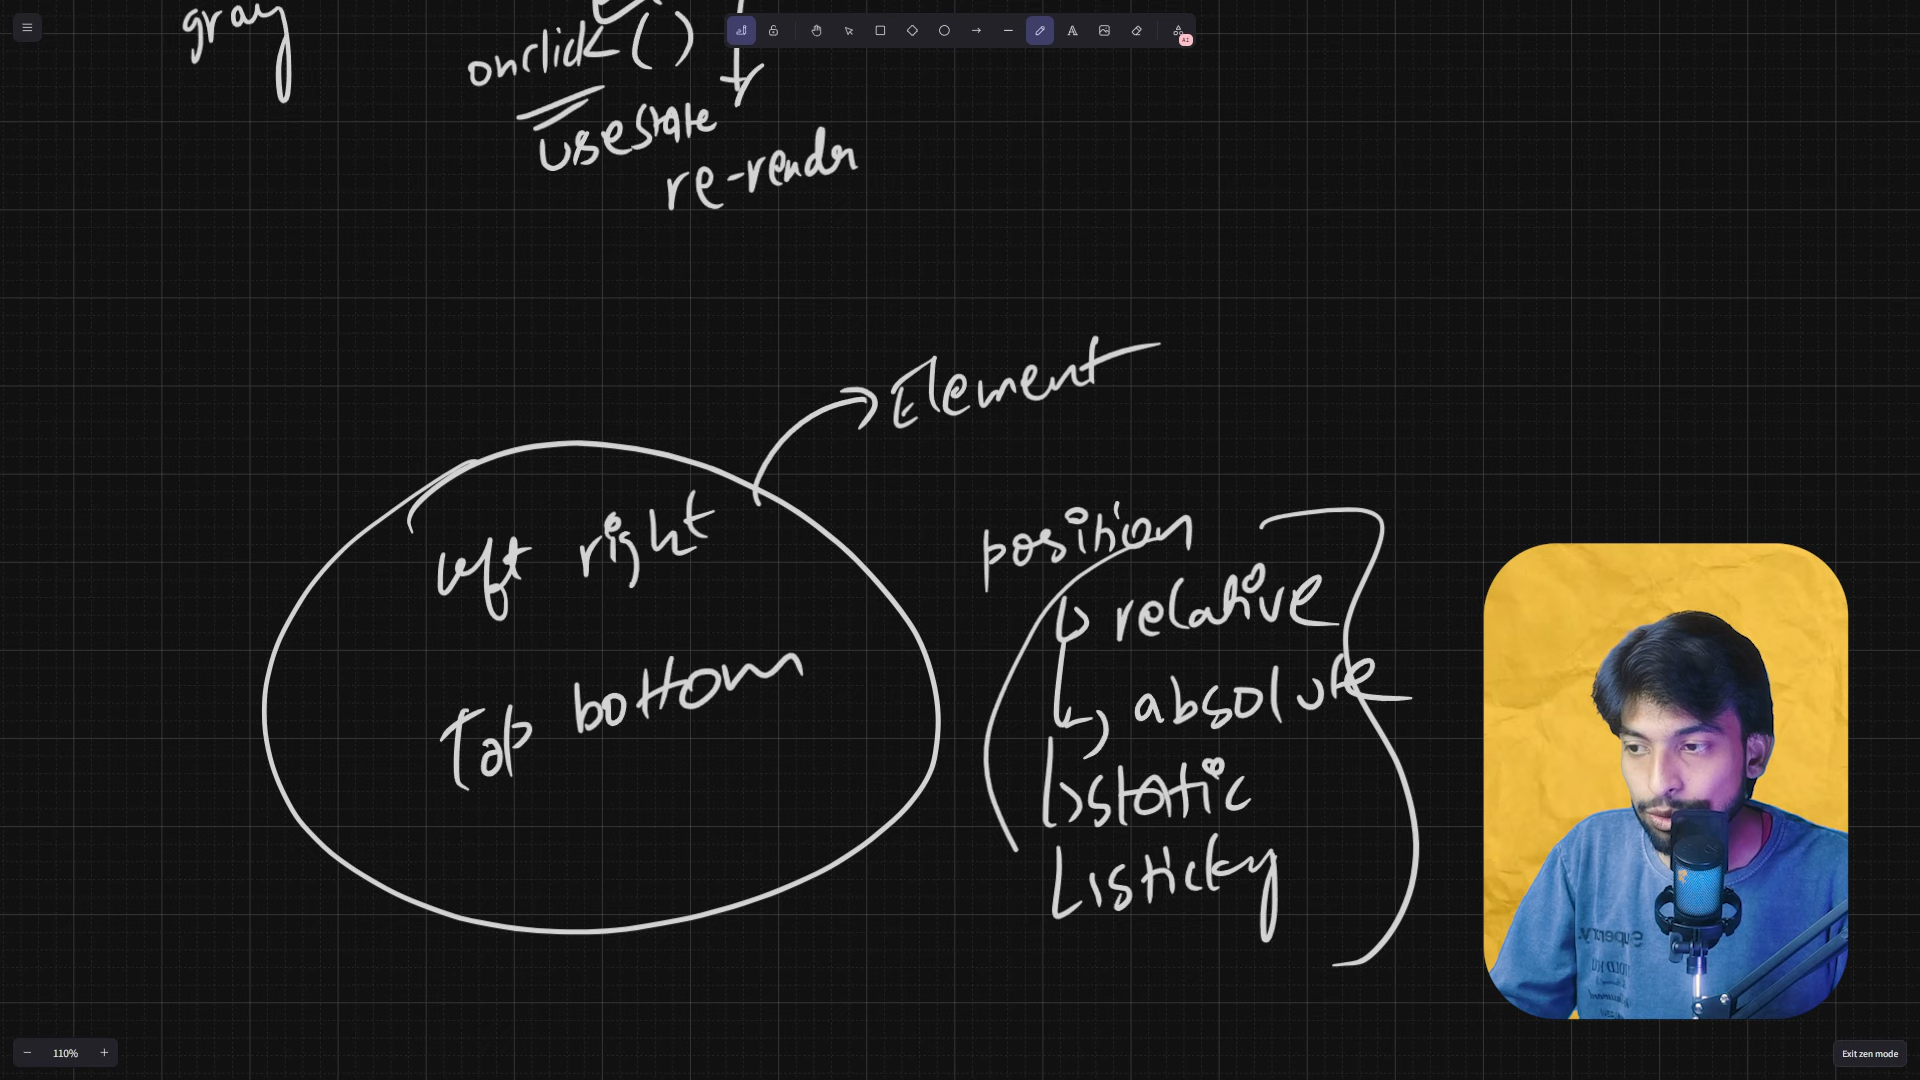 gray
onclick()
usestate
re-render
Element
left right
Top bottom
position
relative
absolute
static
sticky
110%
Exit zen mode
AI